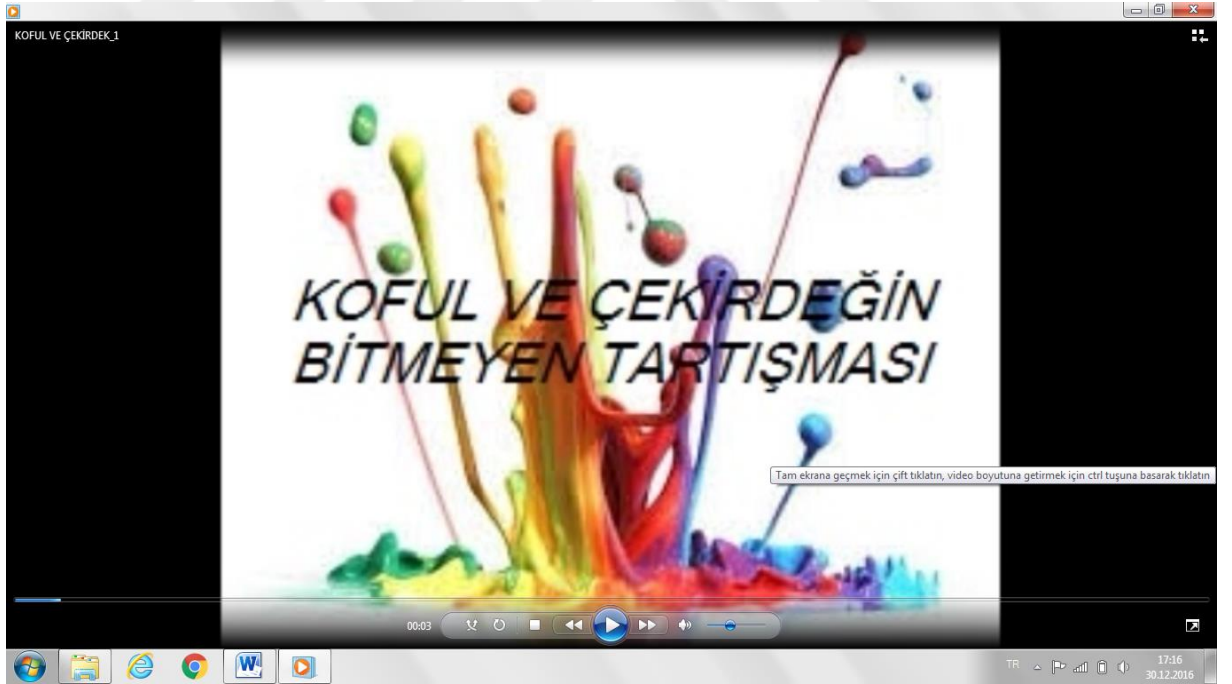 KOFUL VE ÇEKİRDEK_1
KOFUL VE ÇEKİRDEĞİN
BİTMEYEN TARTIŞMASI
Tam ekrana geçmek için çift tıklatın, video boyutuna getirmek için ctrl tuşuna basarak tıklatın
00:03
TR
17:16
30.12.2016